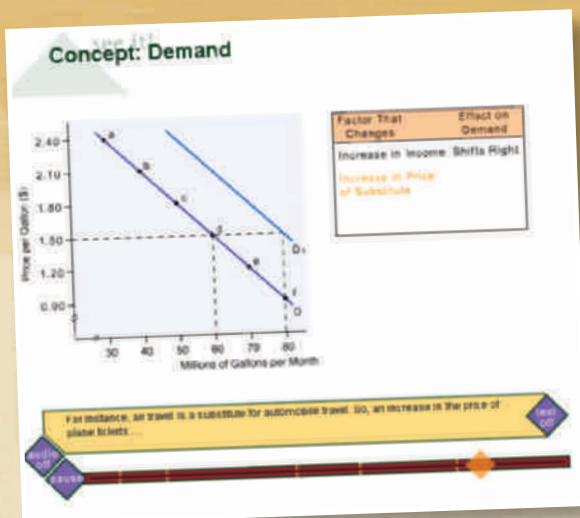 see it!
Concept: Demand
Factor That Changes Effect on Demand
Increase in Income Shifts Right
Increase in Price
of Substitute
Price per Gallon ($)
2.40
2.10
1.80
1.50
1.20
0.90
a
b
c
d
e
f
D
D₁
30 40 50 60 70 80
Millions of Gallons per Month
For instance, air travel is a substitute for automobile travel. So, an increase in the price of
plane tickets ...
text
off
audio
off
pause